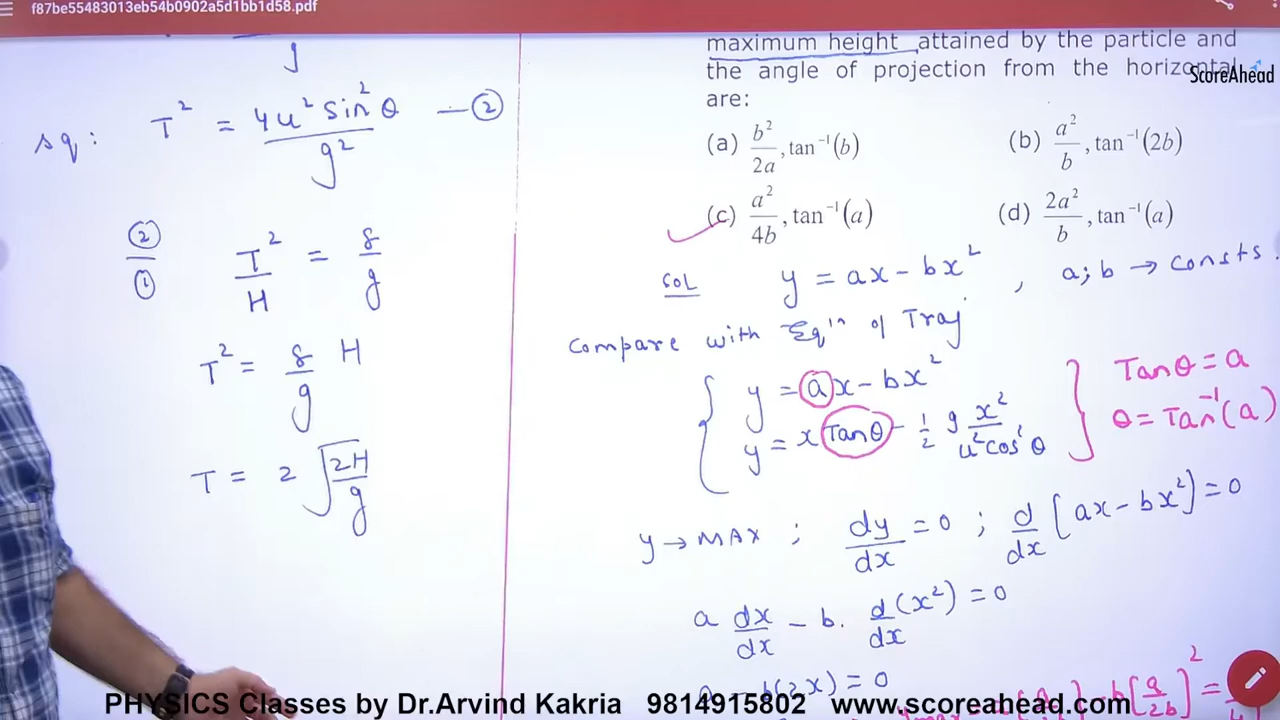 f87be55483013eb54b0902a5d1bb1d58.pdf
g
sq: T² = 4u² sin² θ / g² — ②
②/① T²/H = 8/g
T² = 8/g H
T = 2 √(2H/g)
maximum height attained by the particle and
the angle of projection from the horizontal
ScoreAhead
are:
(a) b²/2a, tan⁻¹(b) (b) a²/b, tan⁻¹(2b)
(c) a²/4b, tan⁻¹(a) (d) 2a²/b, tan⁻¹(a)
SOL y = ax - bx², a; b → consts.
Compare with Eqⁿ of Traj
y = ax - bx²
y = x Tanθ - 1/2 g x²/u²cos²θ
Tanθ = a
θ = Tan⁻¹(a)
y → MAX ; dy/dx = 0 ; d/dx [ax - bx²] = 0
a dx/dx - b. d/dx (x²) = 0
a - b(2x) = 0
- b[a/2b]² =
PHYSICS Classes by Dr.Arvind Kakria 9814915802 www.scoreahead.com